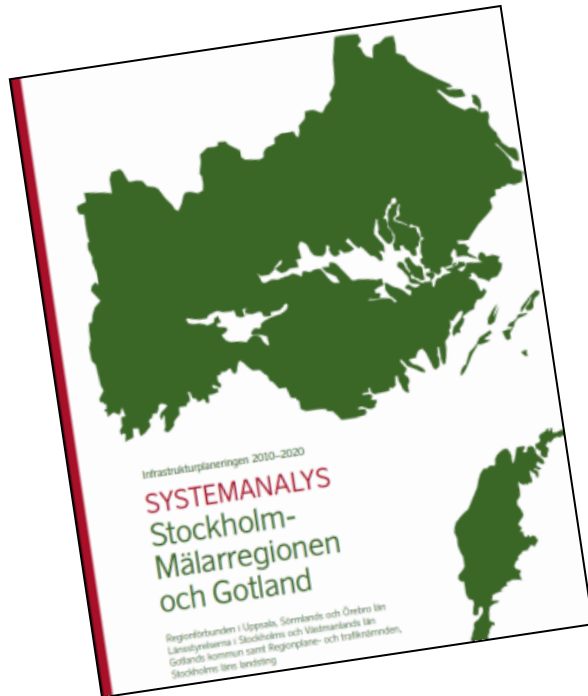 Infrastrukturplaneringen 2010–2020
SYSTEMANALYS
Stockholm-
Mälarregionen
och Gotland
Regionförbunden i Uppsala, Sörmlands och Örebro län
Länsstyrelserna i Stockholms och Västmanlands län
Gotlands kommun samt Regionplane- och trafiknämnden,
Stockholms läns landsting